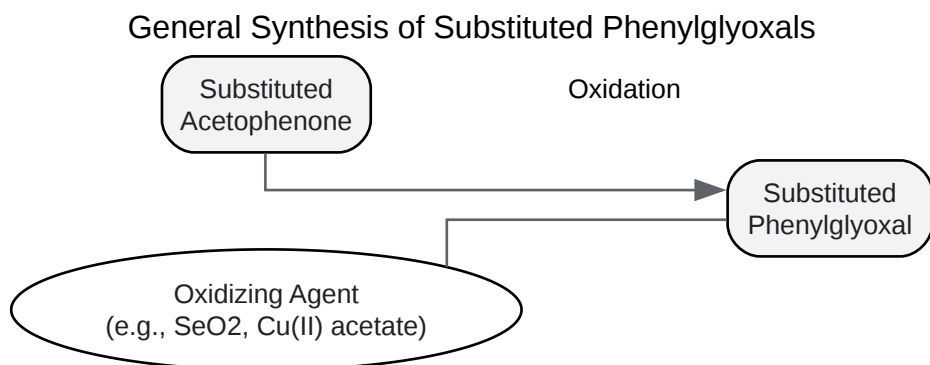 General Synthesis of Substituted Phenylglyoxals
Substituted
Acetophenone
Oxidation
Substituted
Phenylglyoxal
Oxidizing Agent
(e.g., SeO2, Cu(II) acetate)